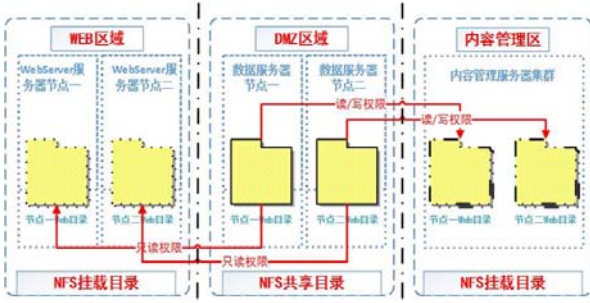 WEB区域
DMZ区域
内容管理区
WebServer服
务器节点一
WebServer服
务器节点二
数据服务器
节点一
数据服务器
节点二
内容管理服务器集群
读/写权限
读/写权限
节点一Web目录
节点二Web目录
节点一Web目录
节点二Web目录
节点一Web目录
节点二Web目录
只读权限
只读权限
NFS挂载目录
NFS共享目录
NFS挂载目录